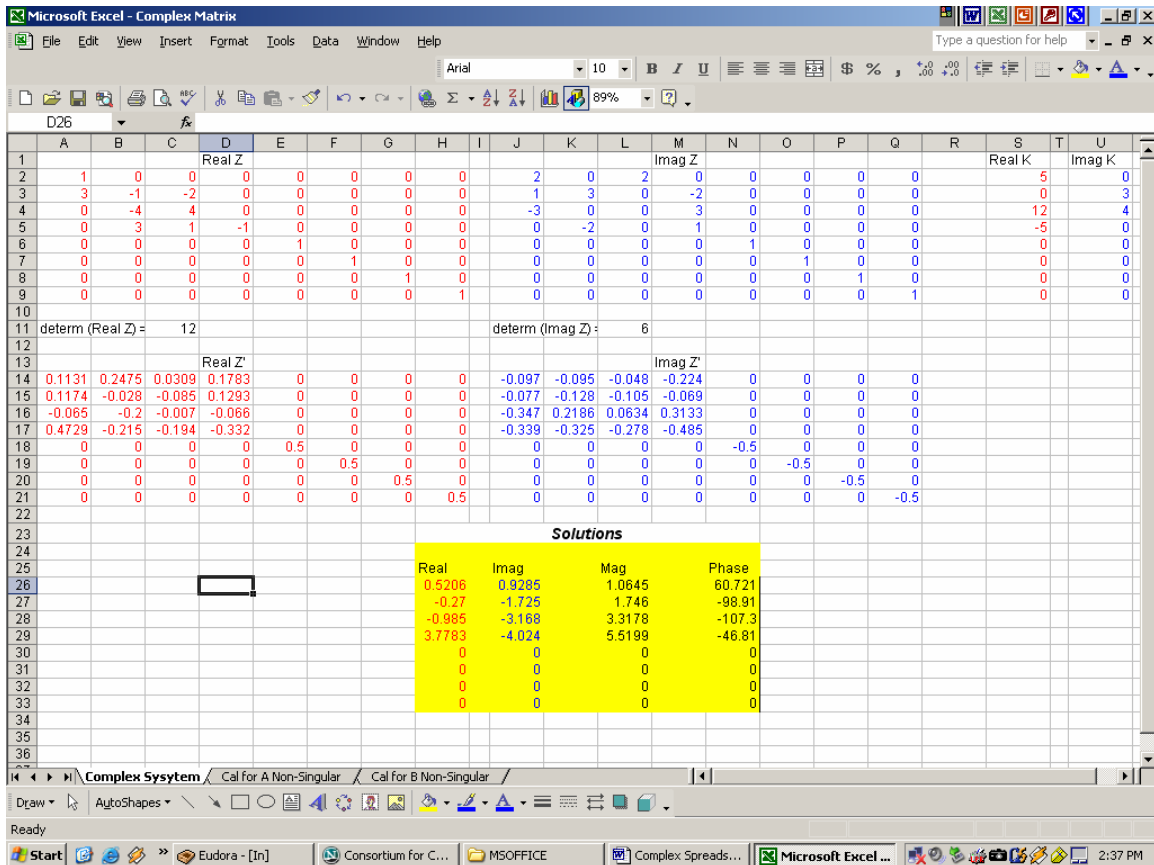 Microsoft Excel - Complex Matrix
File Edit View Insert Format Tools Data Window Help Type a question for help
Arial 10 B I U $ % ,
89%
D26 fx
A B C D E F G H I J K L M N O P Q R S T U
1 Real Z Imag Z Real K Imag K
2 1 0 0 0 0 0 0 0 2 0 2 0 0 0 0 0 5 0
3 3 -1 -2 0 0 0 0 0 1 3 0 -2 0 0 0 0 0 3
4 0 -4 4 0 0 0 0 0 -3 0 0 3 0 0 0 0 12 4
5 0 3 1 -1 0 0 0 0 0 -2 0 1 0 0 0 0 -5 0
6 0 0 0 0 1 0 0 0 0 0 0 0 1 0 0 0 0 0
7 0 0 0 0 0 1 0 0 0 0 0 0 0 1 0 0 0 0
8 0 0 0 0 0 0 1 0 0 0 0 0 0 0 1 0 0 0
9 0 0 0 0 0 0 0 1 0 0 0 0 0 0 0 1 0 0
10
11 determ (Real Z) = 12 determ (Imag Z) = 6
12
13 Real Z' Imag Z'
14 0.1131 0.2475 0.0309 0.1783 0 0 0 0 -0.097 -0.095 -0.048 -0.224 0 0 0 0
15 0.1174 -0.028 -0.085 0.1293 0 0 0 0 -0.077 -0.128 -0.105 -0.069 0 0 0 0
16 -0.065 -0.2 -0.007 -0.066 0 0 0 0 -0.347 0.2186 0.0634 0.3133 0 0 0 0
17 0.4729 -0.215 -0.194 -0.332 0 0 0 0 -0.339 -0.325 -0.278 -0.485 0 0 0 0
18 0 0 0 0 0.5 0 0 0 0 0 0 0 -0.5 0 0 0
19 0 0 0 0 0 0.5 0 0 0 0 0 0 0 -0.5 0 0
20 0 0 0 0 0 0 0.5 0 0 0 0 0 0 0 -0.5 0
21 0 0 0 0 0 0 0 0.5 0 0 0 0 0 0 0 -0.5
22
23 Solutions
24
25 Real Imag Mag Phase
26 0.5206 0.9285 1.0645 60.721
27 -0.27 -1.725 1.746 -98.91
28 -0.985 -3.168 3.3178 -107.3
29 3.7783 -4.024 5.5199 -46.81
30 0 0 0 0
31 0 0 0 0
32 0 0 0 0
33 0 0 0 0
34
35
36
Complex Sysytem Cal for A Non-Singular Cal for B Non-Singular
Draw AutoShapes
Ready
Start Eudora - [In] Consortium for C... MSOFFICE Complex Spreads... Microsoft Excel ... 2:37 PM